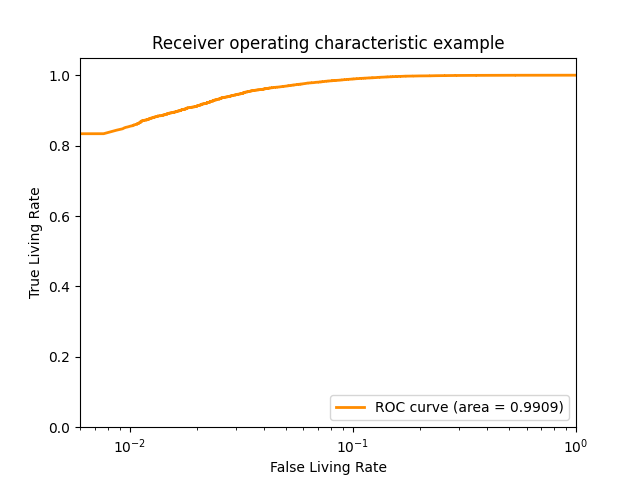 Receiver operating characteristic example
1.0
0.8
0.6
0.4
0.2
0.0
True Living Rate
ROC curve (area = 0.9909)
10⁻²
10⁻¹
10⁰
False Living Rate